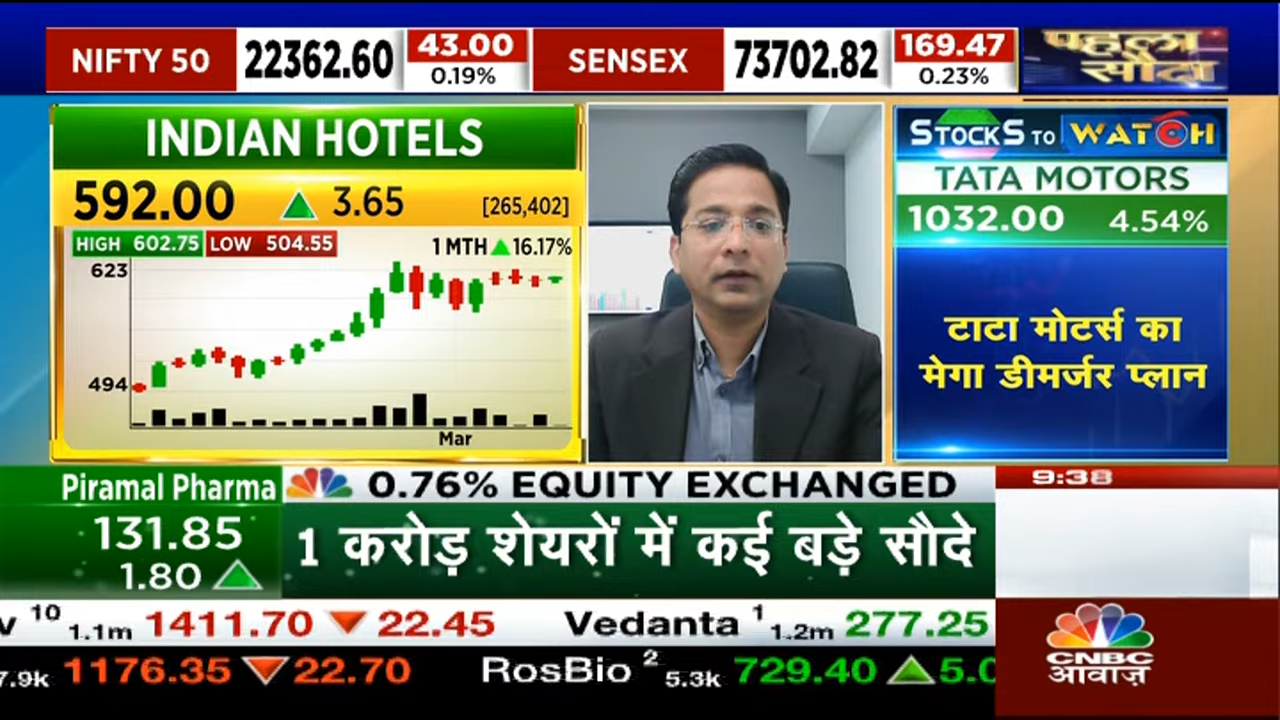 NIFTY 50 22362.60 43.00 0.19% SENSEX 73702.82 169.47 0.23% पहला सौदा
INDIAN HOTELS
592.00 3.65 [265,402]
HIGH 602.75 LOW 504.55 1 MTH 16.17%
623
494
Mar
STOCKS TO WATCH
TATA MOTORS
1032.00 4.54%
टाटा मोटर्स का
मेगा डीमर्जर प्लान
Piramal Pharma
131.85
1.80
0.76% EQUITY EXCHANGED
1 करोड़ शेयरों में कई बड़े सौदे
9:38
v 10 1.1m 1411.70 22.45 Vedanta 1 1.2m 277.25
7.9k 1176.35 22.70 RosBio 2 5.3k 729.40 5.0
CNBC
आवाज़